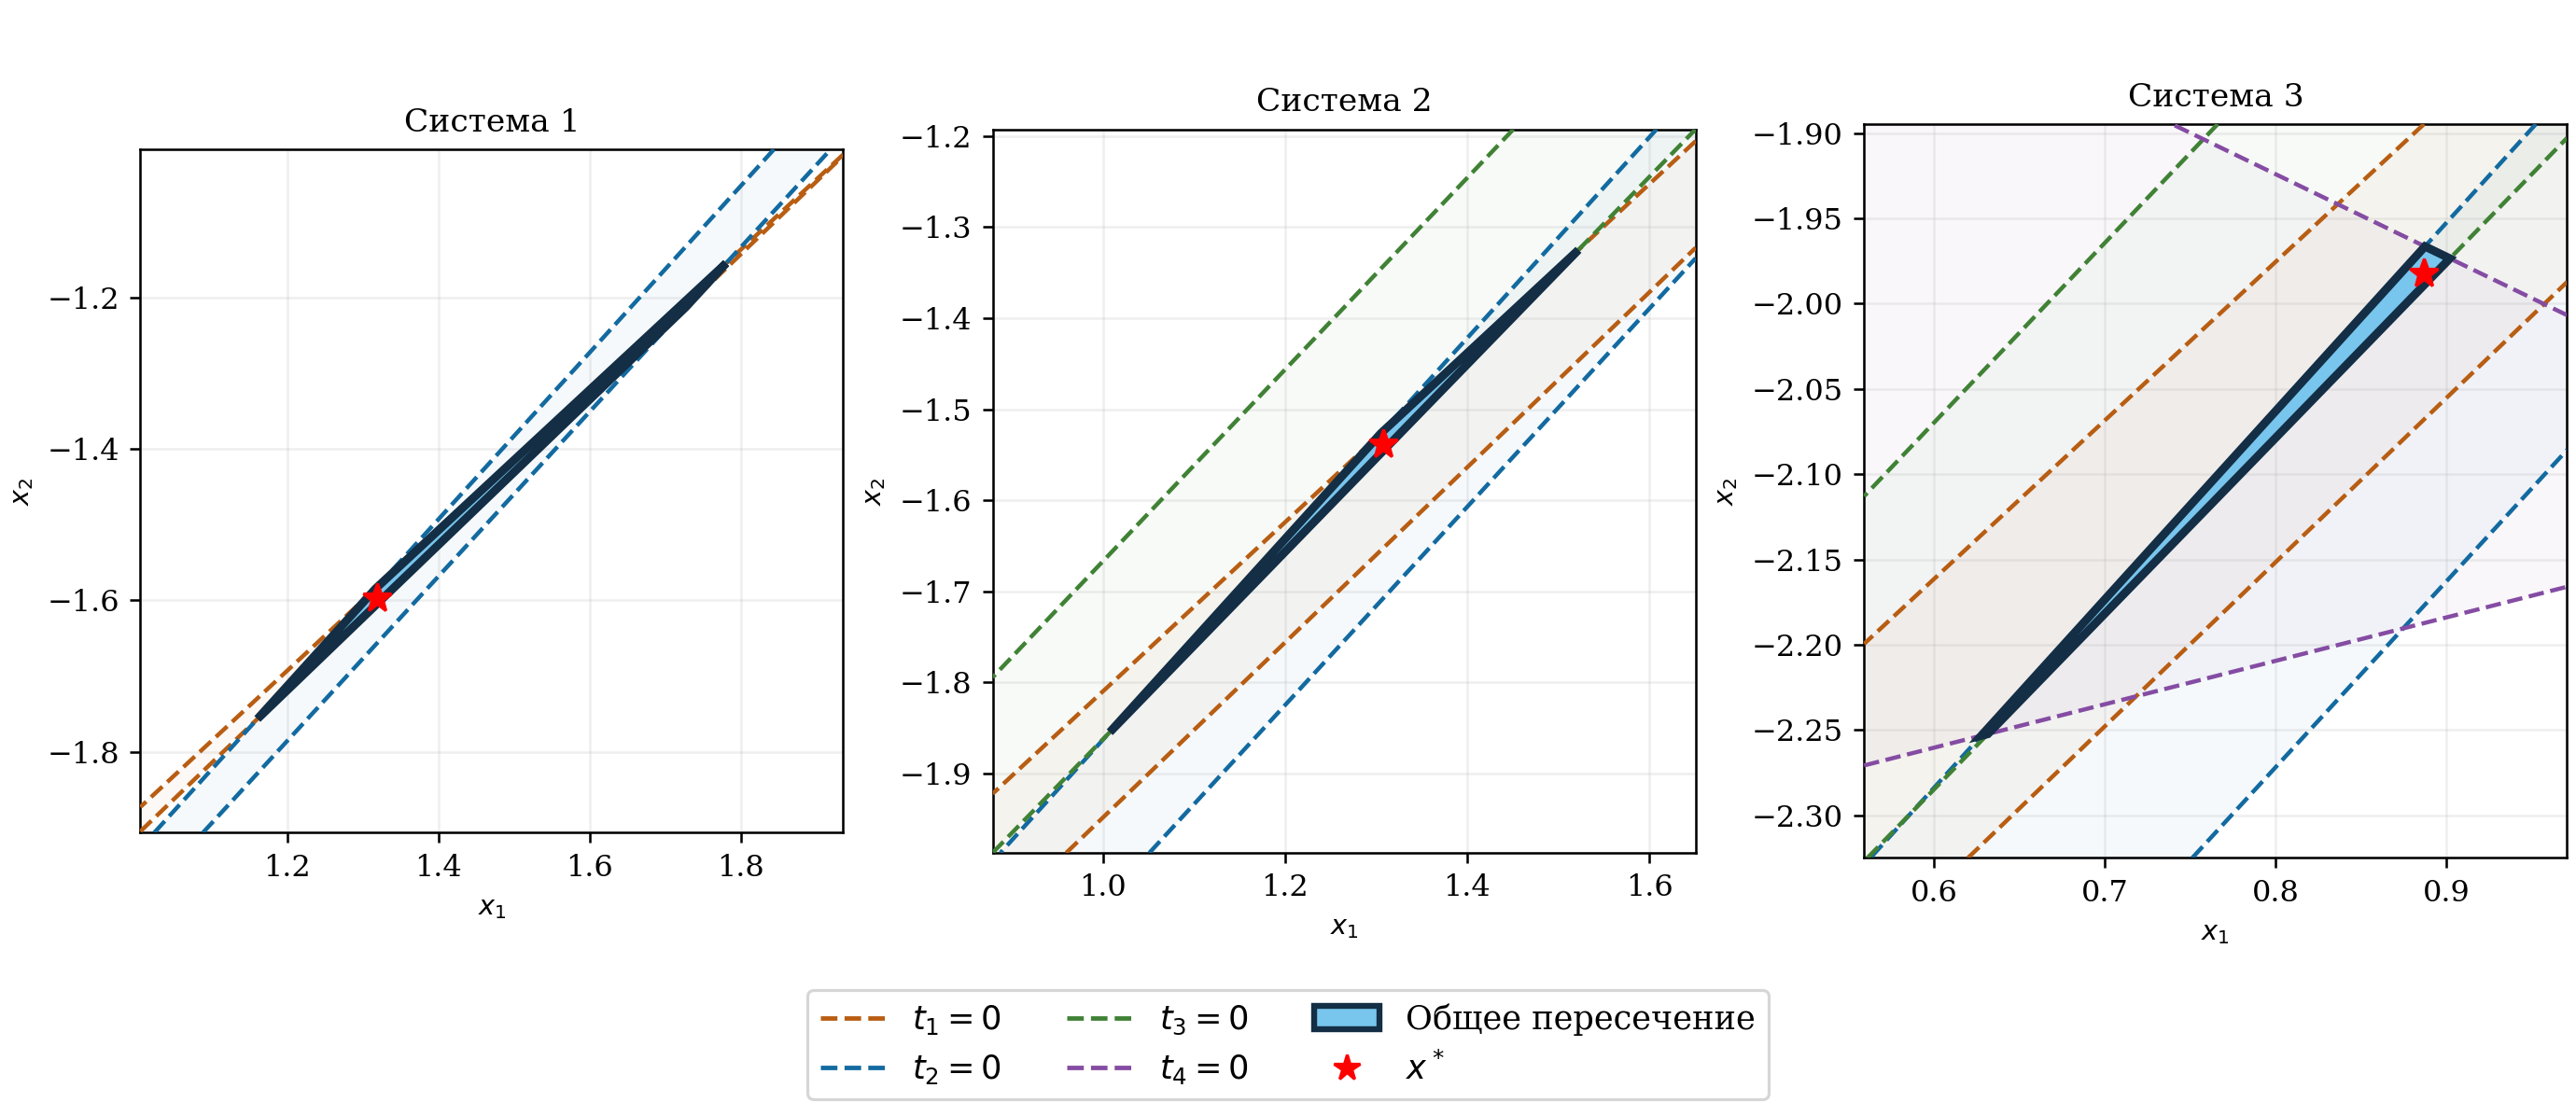 Система 1
−1.2
−1.4
−1.6
−1.8
x₂
1.2 1.4 1.6 1.8
x₁
Система 2
−1.2
−1.3
−1.4
−1.5
−1.6
−1.7
−1.8
−1.9
x₂
1.0 1.2 1.4 1.6
x₁
Система 3
−1.90
−1.95
−2.00
−2.05
−2.10
−2.15
−2.20
−2.25
−2.30
x₂
0.6 0.7 0.8 0.9
x₁
t₁ = 0 t₃ = 0 Общее пересечение
t₂ = 0 t₄ = 0 x*